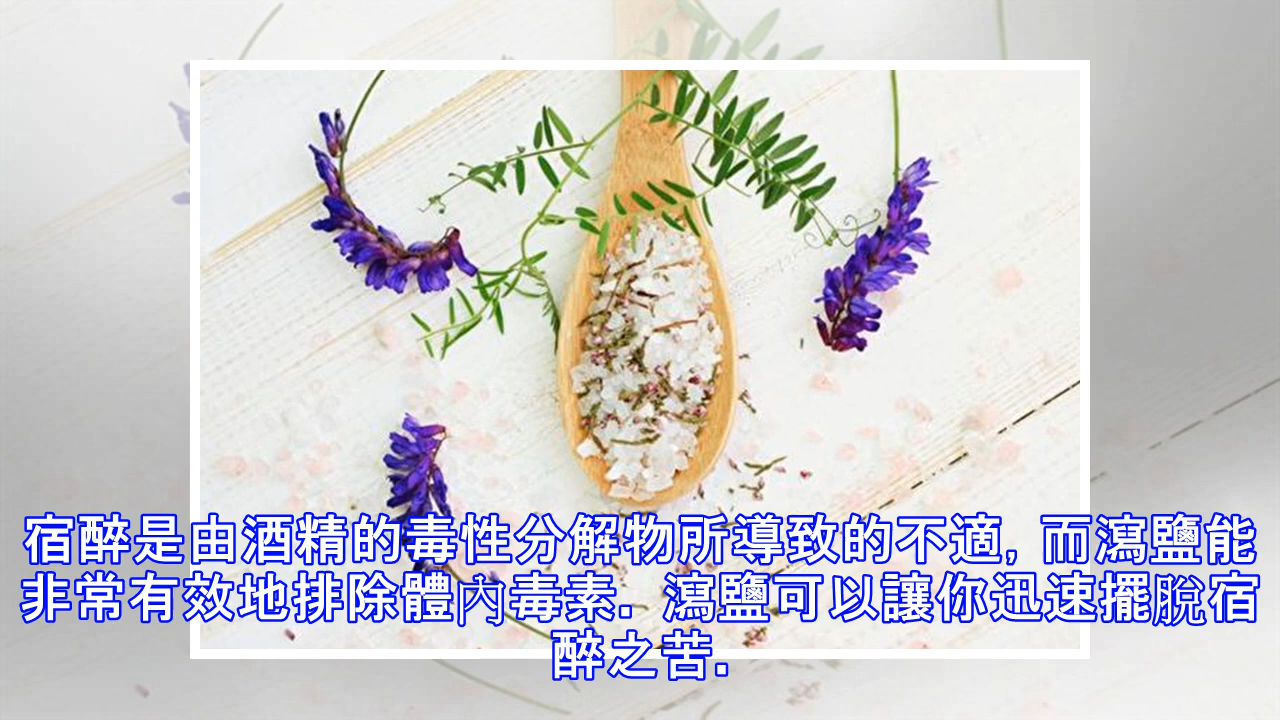 宿醉是由酒精的毒性分解物所導致的不適, 而瀉鹽能
非常有效地排除體內毒素. 瀉鹽可以讓你迅速擺脫宿
醉之苦.